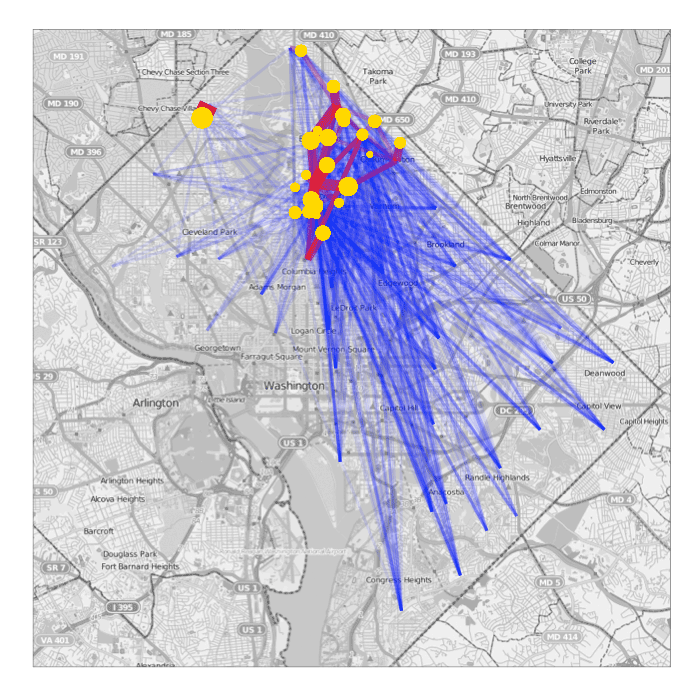 MD 185
MD 410
MD 193
MD 191
College
Park
MD 201
Chevy Chase Section Three
Takoma
Park
MD 190
Chevy Chase Villa
MD 410
University Park
MD 650
Riverdale
Park
MD 396
Hyattsville
Edmonston
North Brentwood
Brentwood
Bladensburg
Highland
Cleveland Park
SR 123
Brookland
Colmar Manor
Cheverly
Columbia Heights
Adams Morgan
Edgewood
US 50
LeDroit Park
Logan Circle
Georgetown
Mount Vernon Square
Farragut Square
S 29
Deanwood
Washington
Arlington
Little Island
Capitol Hill
DC 295
Capitol View
Capitol Heights
US 1
Arlington Heights
Randle Highlands
S 50
Alcova Heights
Anacostia
MD 4
Barcroft
Douglass Park
SR 7
Fort Barnard Heights
Congress Heights
MD 5
US 1
I 395
US 1
VA 401
MD 414
Alexandria